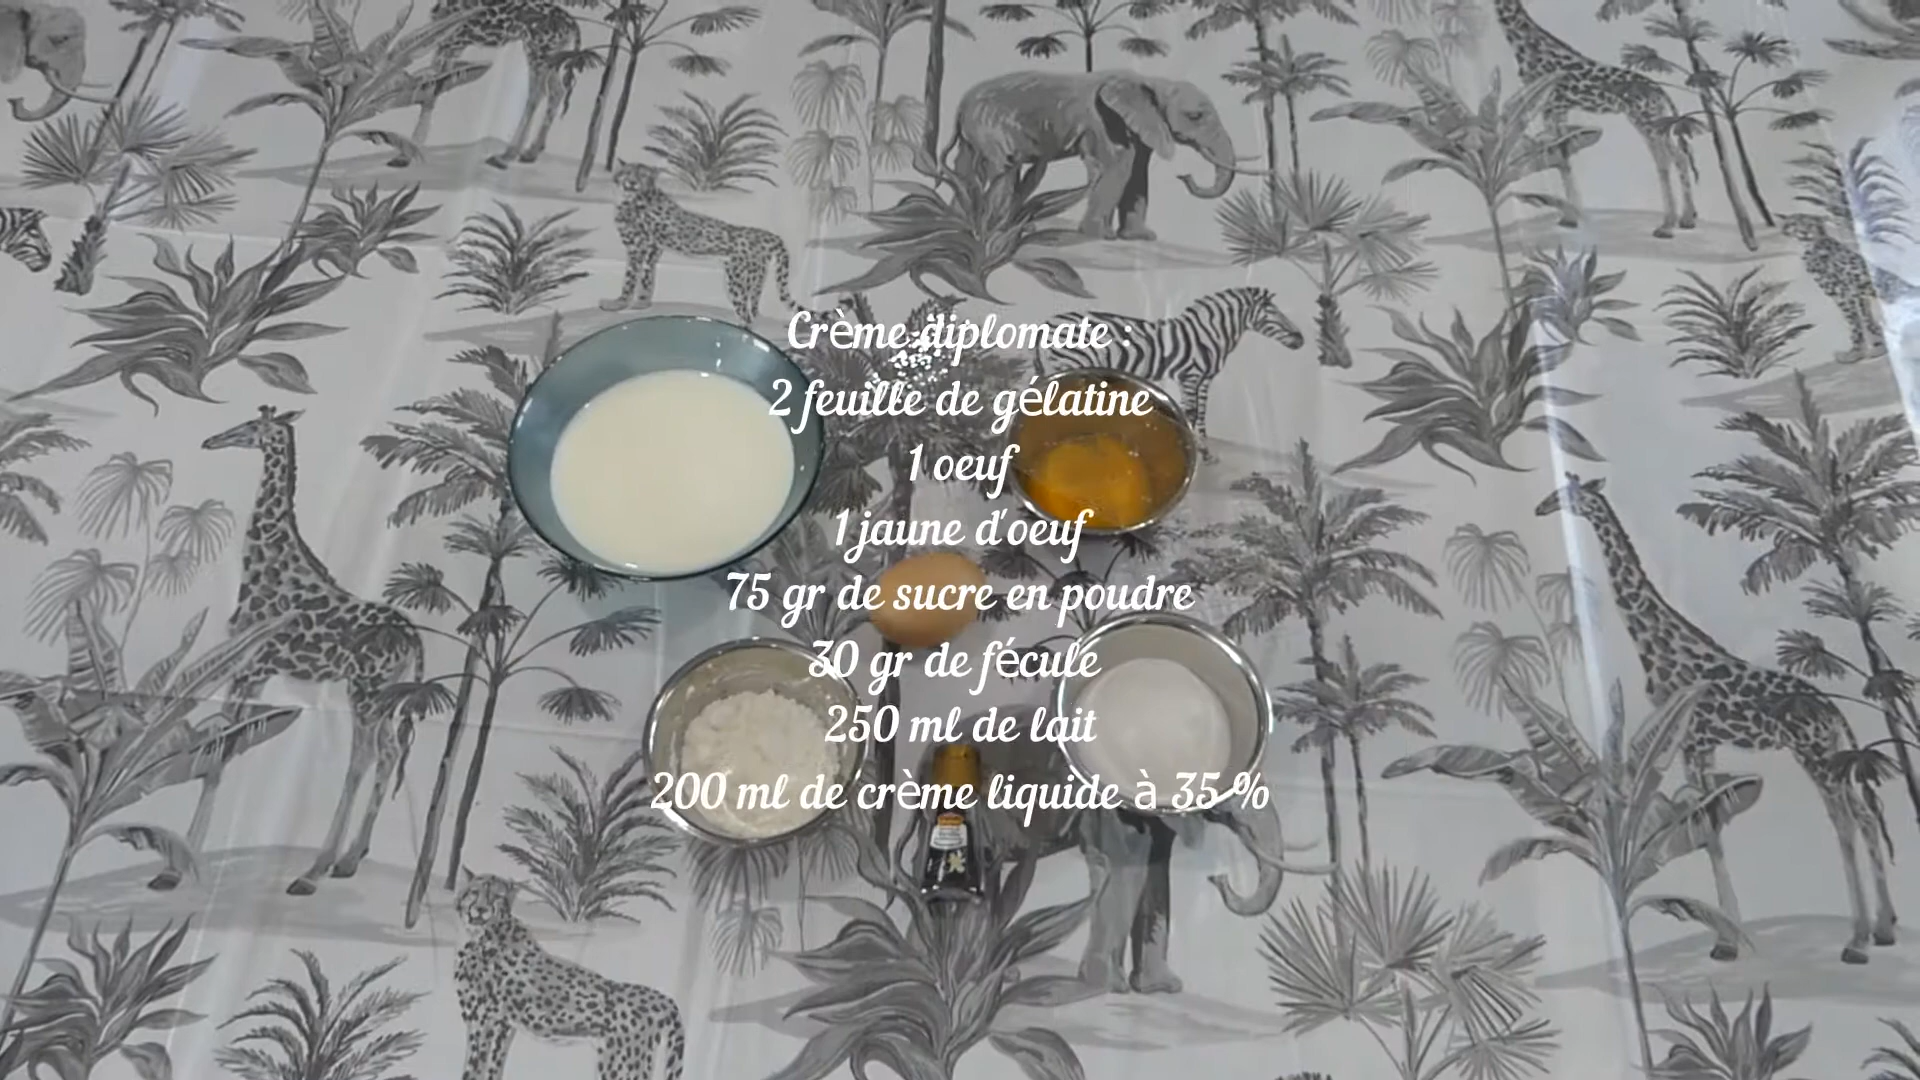 Crème diplomate :
2 feuille de gélatine
1 oeuf
1 jaune d'oeuf
75 gr de sucre en poudre
30 gr de fécule
250 ml de lait
200 ml de crème liquide à 35 %